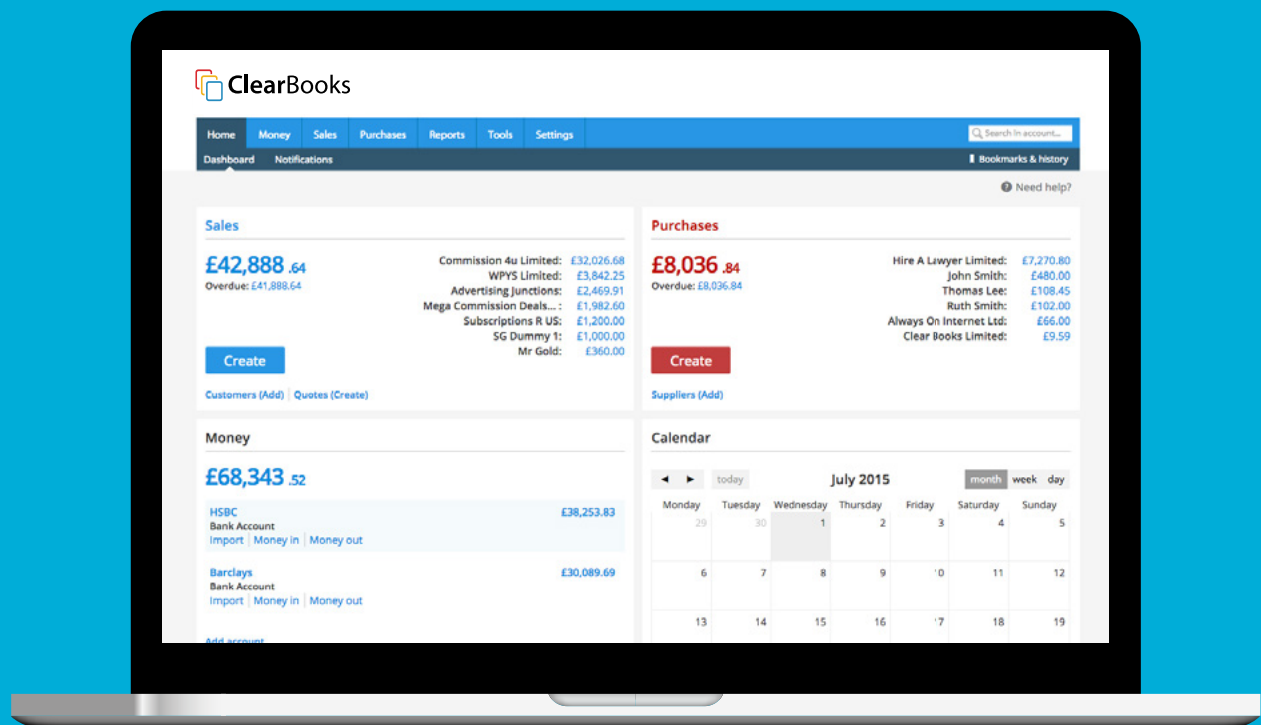 ClearBooks
Home Money Sales Purchases Reports Tools Settings Search in account...
Dashboard Notifications Bookmarks & history
Need help?
Sales
£42,888 .64
Overdue: £41,888.64
Commission 4u Limited: £32,026.68
WPYS Limited: £3,842.25
Advertising Junctions: £2,469.91
Mega Commission Deals... : £1,982.60
Subscriptions R US: £1,200.00
SG Dummy 1: £1,000.00
Mr Gold: £360.00
Create
Customers (Add) Quotes (Create)
Purchases
£8,036 .84
Overdue: £8,036.84
Hire A Lawyer Limited: £7,270.80
John Smith: £480.00
Thomas Lee: £108.45
Ruth Smith: £102.00
Always On Internet Ltd: £66.00
Clear Books Limited: £9.59
Create
Suppliers (Add)
Money
£68,343 .52
HSBC £38,253.83
Bank Account
Import Money in Money out
Barclays £30,089.69
Bank Account
Import Money in Money out
Add account
Calendar
today July 2015 month week day
Monday Tuesday Wednesday Thursday Friday Saturday Sunday
29 30 1 2 3 4 5
6 7 8 9 10 11 12
13 14 15 16 17 18 19